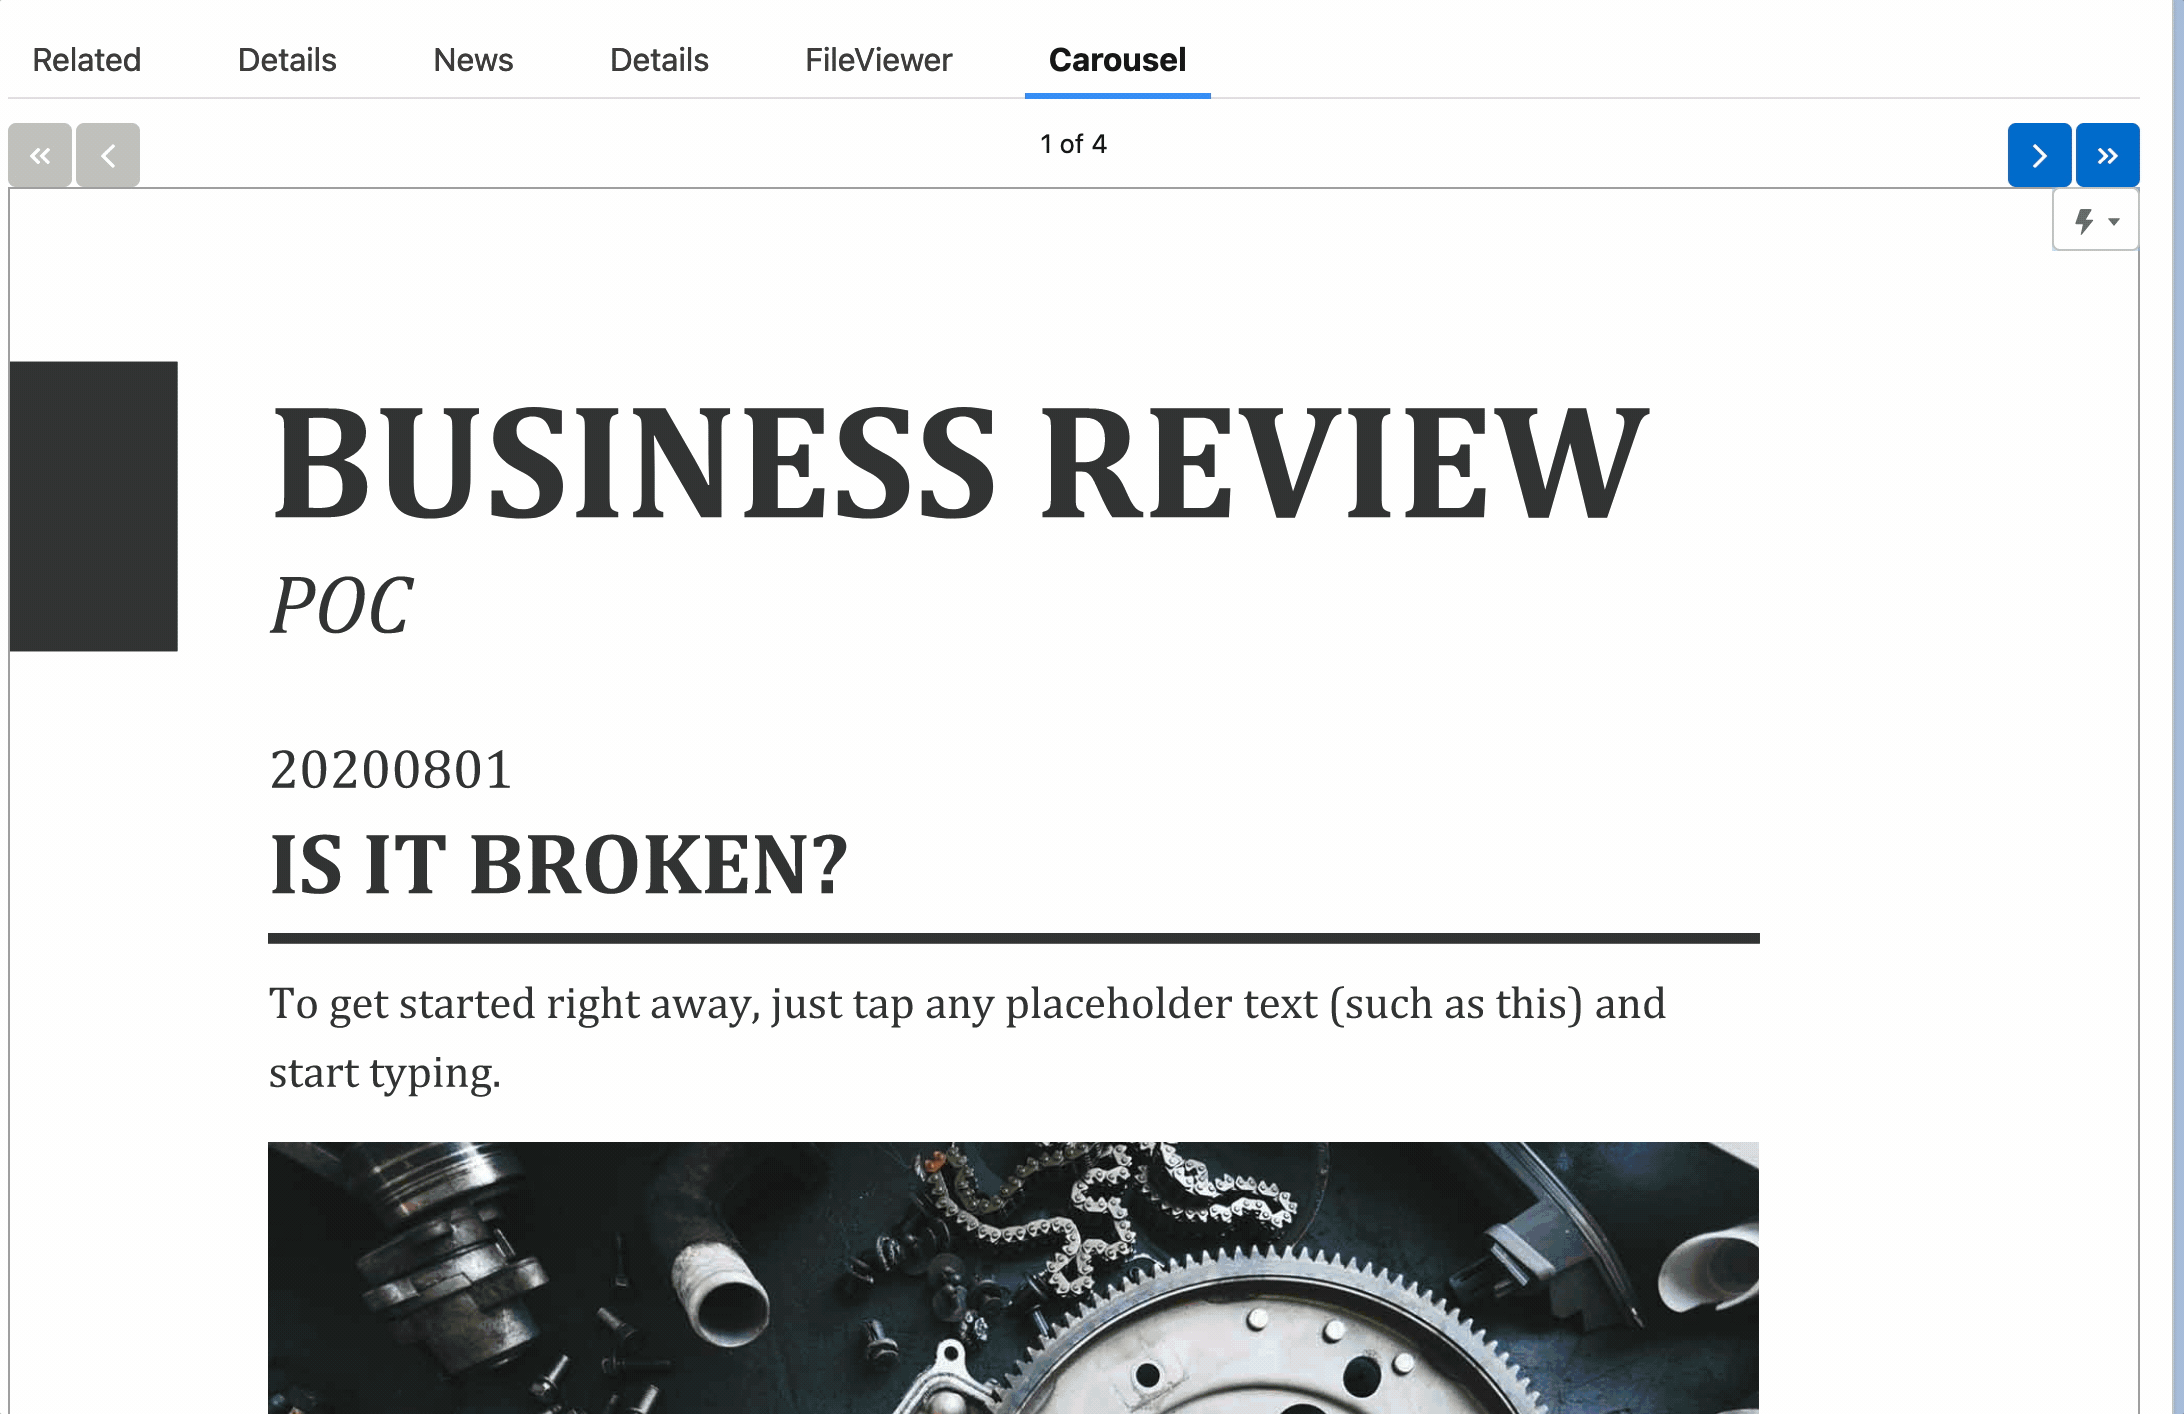 Related Details News Details FileViewer Carousel
1 of 4
BUSINESS REVIEW
POC
20200801
IS IT BROKEN?
To get started right away, just tap any placeholder text (such as this) and
start typing.